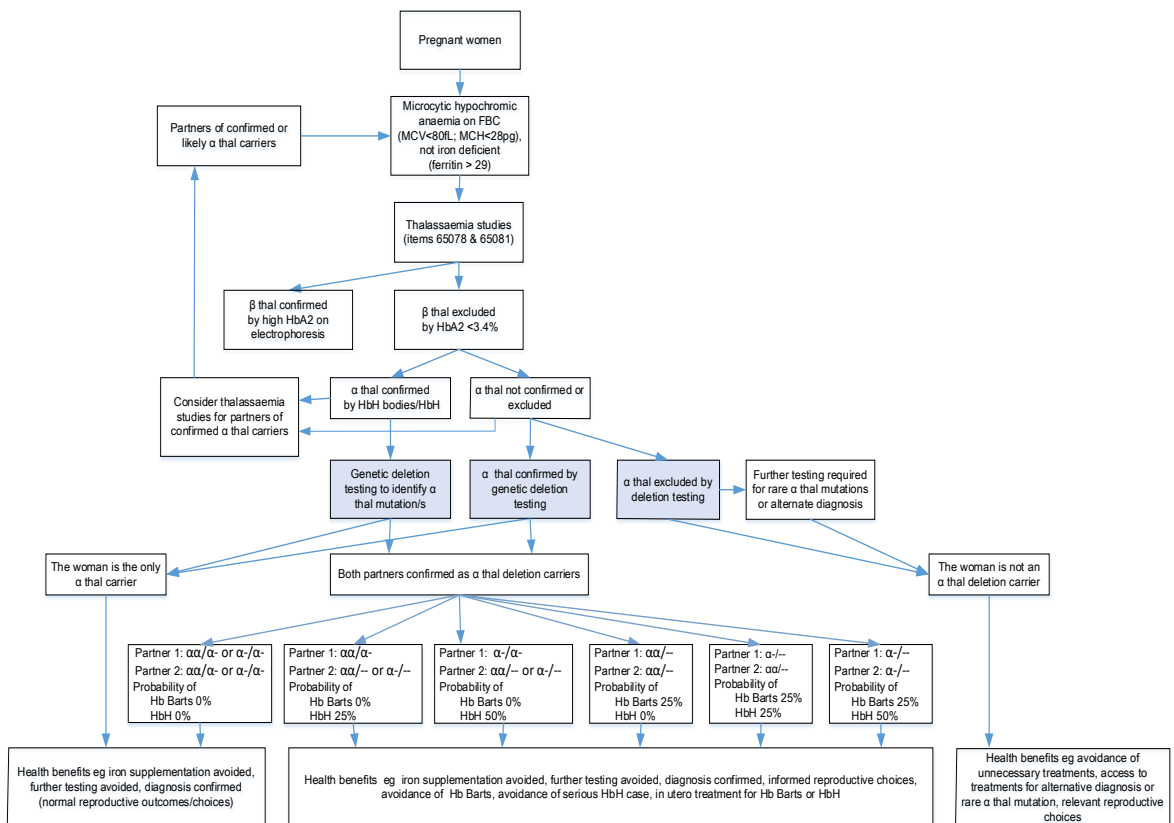 Pregnant women
Microcytic hypochromic
anaemia on FBC
(MCV<80fL; MCH<28pg),
not iron deficient
(ferritin > 29)
Partners of confirmed or
likely α thal carriers
Thalassaemia studies
(items 65078 & 65081)
β thal confirmed
by high HbA2 on
electrophoresis
β thal excluded
by HbA2 <3.4%
Consider thalassaemia
studies for partners of
confirmed α thal carriers
α thal confirmed
by HbH bodies/HbH
α thal not confirmed or
excluded
Genetic deletion
testing to identify α
thal mutation/s
α thal confirmed by
genetic deletion
testing
α thal excluded by
deletion testing
Further testing required
for rare α thal mutations
or alternate diagnosis
The woman is the only
α thal carrier
Both partners confirmed as α thal deletion carriers
The woman is not an
α thal deletion carrier
Partner 1: αα/α- or α-/α-
Partner 2: αα/α- or α-/α-
Probability of
Hb Barts 0%
HbH 0%
Partner 1: αα/α-
Partner 2: αα/-- or α-/--
Probability of
Hb Barts 0%
HbH 25%
Partner 1: α-/α-
Partner 2: αα/-- or α-/--
Probability of
Hb Barts 0%
HbH 50%
Partner 1: αα/--
Partner 2: αα/--
Probability of
Hb Barts 25%
HbH 0%
Partner 1: α-/--
Partner 2: αα/--
Probability of
Hb Barts 25%
HbH 25%
Partner 1: α-/--
Partner 2: α-/--
Probability of
Hb Barts 25%
HbH 50%
Health benefits eg iron supplementation avoided,
further testing avoided, diagnosis confirmed
(normal reproductive outcomes/choices)
Health benefits eg iron supplementation avoided, further testing avoided, diagnosis confirmed, informed reproductive choices,
avoidance of Hb Barts, avoidance of serious HbH case, in utero treatment for Hb Barts or HbH
Health benefits eg avoidance of
unnecessary treatments, access to
treatments for alternative diagnosis or
rare α thal mutation, relevant reproductive
choices